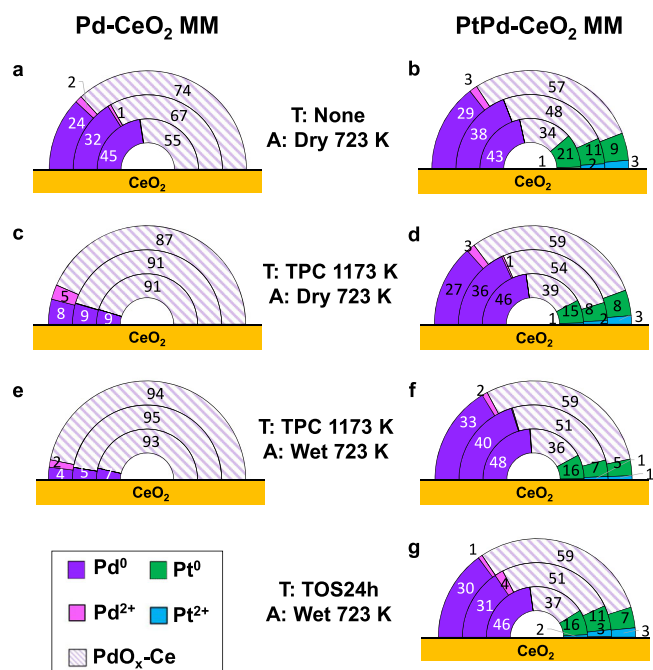 Pd-CeO₂ MM
PtPd-CeO₂ MM
a
2
74
24
1
67
32
55
45
CeO₂
T: None
A: Dry 723 K
b
3
57
29
48
38
34
43
1
21
11
2
9
3
CeO₂
c
87
91
91
5
8
9
9
CeO₂
T: TPC 1173 K
A: Dry 723 K
d
3
59
1
54
27
36
46
39
1
15
8
2
8
3
CeO₂
e
94
95
93
2
4
5
7
CeO₂
T: TPC 1173 K
A: Wet 723 K
f
2
59
33
51
40
36
48
16
7
5
1
1
CeO₂
Pd⁰
Pt⁰
Pd²⁺
Pt²⁺
PdOₓ-Ce
T: TOS24h
A: Wet 723 K
g
1
59
4
51
30
31
46
37
2
16
11
3
7
3
CeO₂